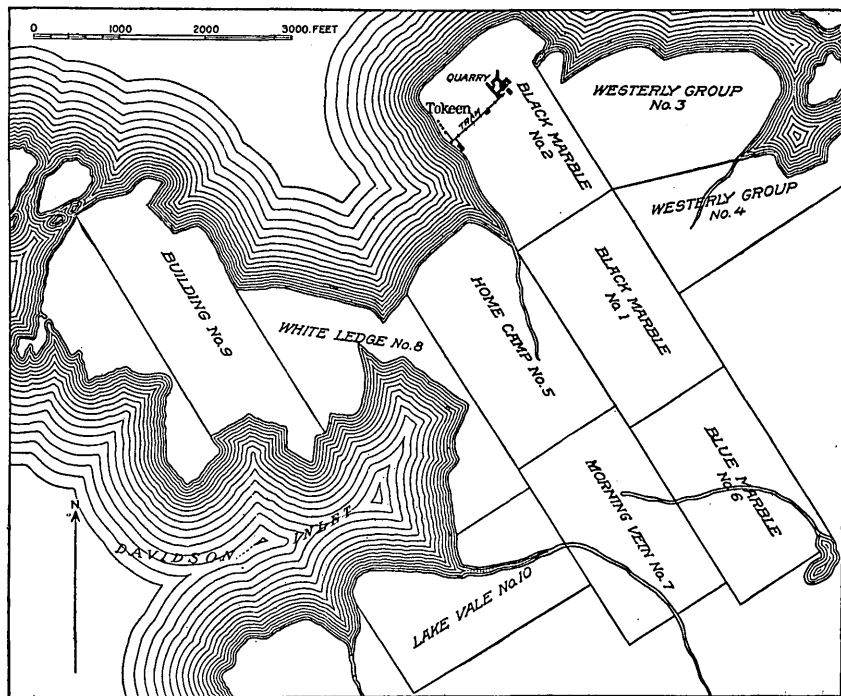 0 1000 2000 3000 FEET
QUARRY
Tokeen
TRAM
BLACK MARBLE
No. 2
WESTERLY GROUP
No. 3
WESTERLY GROUP
No. 4
BUILDING No. 9
WHITE LEDGE No. 8
HOME CAMP No. 5
BLACK MARBLE
No. 1
MORNING VEIN No. 7
BLUE MARBLE
No. 6
N
DAVIDSON INLET
LAKE VALE No. 10